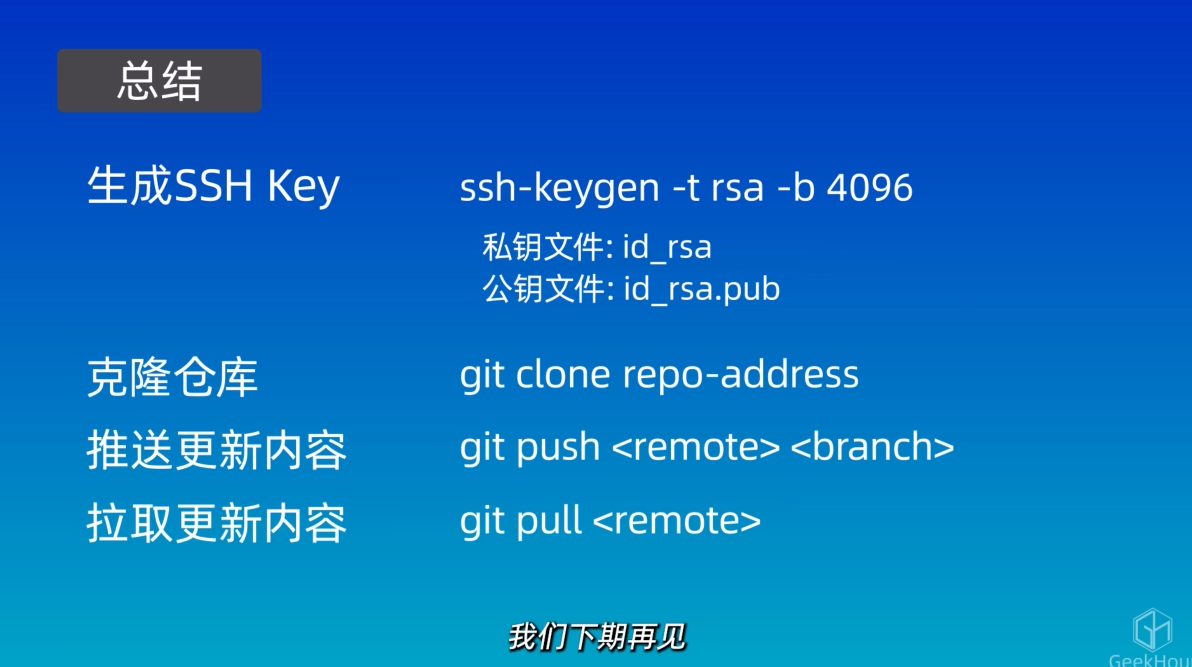 总结
生成SSH Key
ssh-keygen -t rsa -b 4096
私钥文件: id_rsa
公钥文件: id_rsa.pub
克隆仓库
git clone repo-address
推送更新内容
git push <remote> <branch>
拉取更新内容
git pull <remote>
我们下期再见
GeekHou